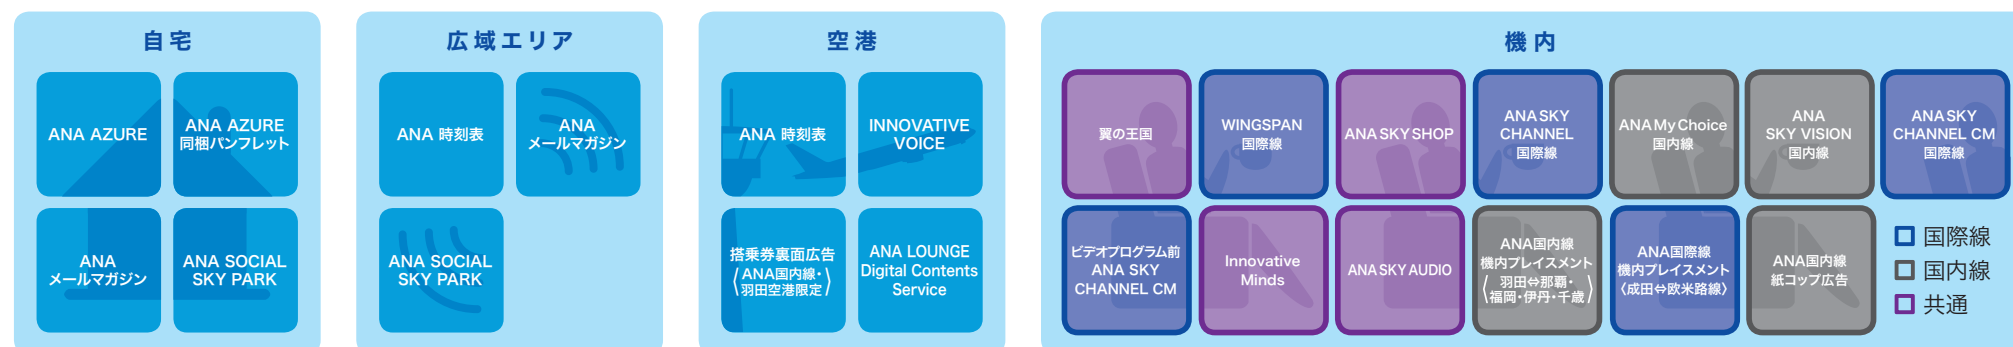 自宅
ANA AZURE
ANA AZURE
同梱パンフレット
ANA
メールマガジン
ANA SOCIAL
SKY PARK
広域エリア
ANA 時刻表
ANA
メールマガジン
ANA SOCIAL
SKY PARK
空港
ANA 時刻表
INNOVATIVE
VOICE
搭乗券裏面広告
〈ANA国内線・
羽田空港限定〉
ANA LOUNGE
Digital Contents
Service
機内
翼の王国
WINGSPAN
国際線
ANA SKY SHOP
ANA SKY
CHANNEL
国際線
ANA My Choice
国内線
ANA
SKY VISION
国内線
ANA SKY
CHANNEL CM
国際線
ビデオプログラム前
ANA SKY
CHANNEL CM
Innovative
Minds
ANA SKY AUDIO
ANA国内線
機内プレイスメント
〈羽田⇔那覇・
福岡・伊丹・千歳〉
ANA国際線
機内プレイスメント
〈成田⇔欧米路線〉
ANA国内線
紙コップ広告
国際線
国内線
共通